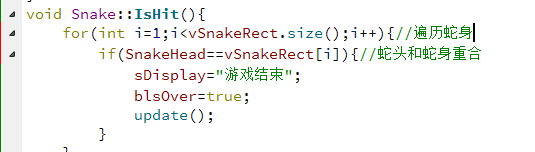 void Snake::IsHit(){
for(int i=1;i<vSnakeRect.size();i++){//遍历蛇身
if(SnakeHead==vSnakeRect[i]){//蛇头和蛇身重合
sDisplay="游戏结束";
blsOver=true;
update();
}